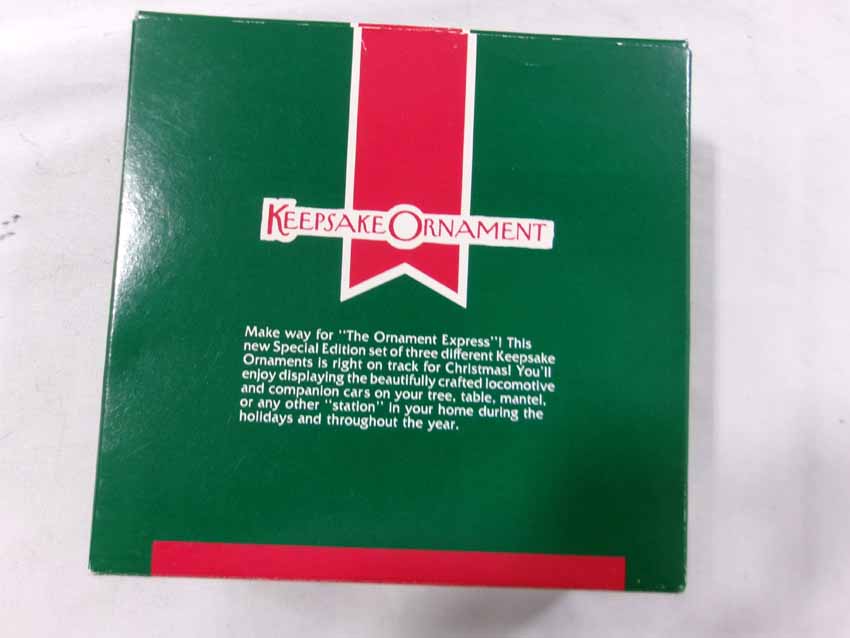 KEEPSAKE ORNAMENT
Make way for "The Ornament Express"! This
new Special Edition set of three different Keepsake
Ornaments is right on track for Christmas! You'll
enjoy displaying the beautifully crafted locomotive
and companion cars on your tree, table, mantel,
or any other "station" in your home during the
holidays and throughout the year.